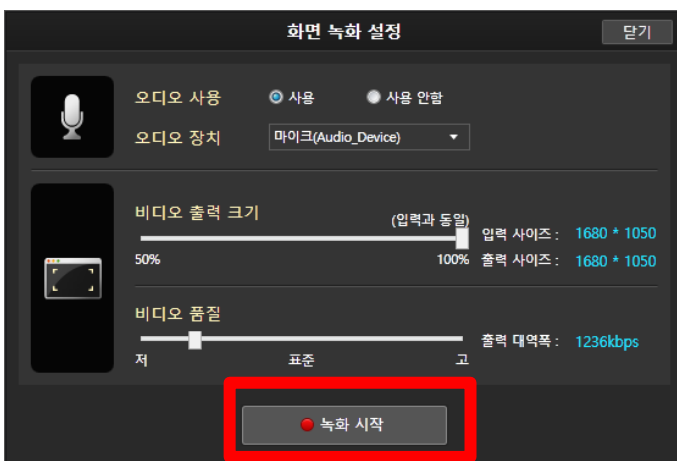 화면 녹화 설정
닫기
오디오 사용
사용
사용 안함
오디오 장치
마이크(Audio_Device)
비디오 출력 크기
(입력과 동일)
50%
100%
입력 사이즈 : 1680 * 1050
출력 사이즈 : 1680 * 1050
비디오 품질
저
표준
고
출력 대역폭 : 1236kbps
녹화 시작